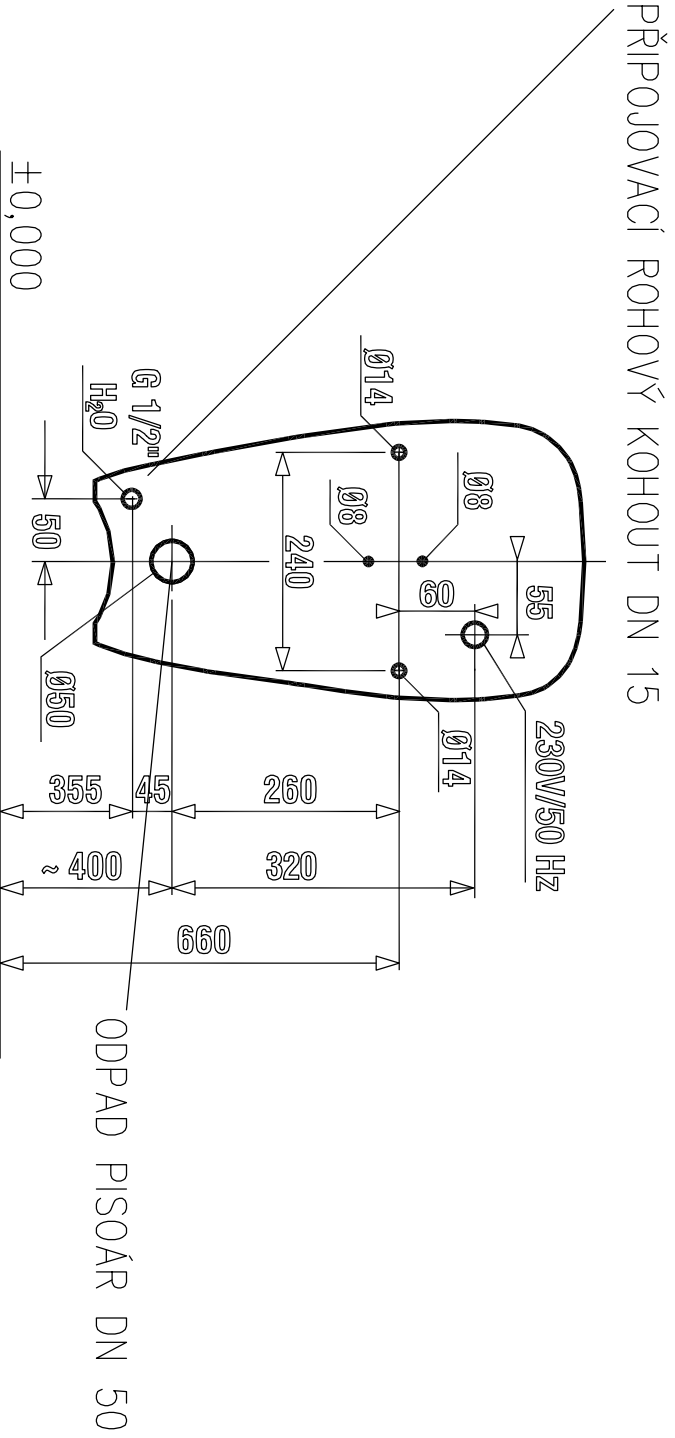 PŘIPOJOVACÍ ROHOVÝ KOHOUT DN 15
230V/50 Hz
55
60
Ø8
Ø8
Ø14
Ø14
240
G 1/2"
H₂O
50
Ø50
260
45
355
320
~ 400
660
ODPAD PISOÁR DN 50
±0,000